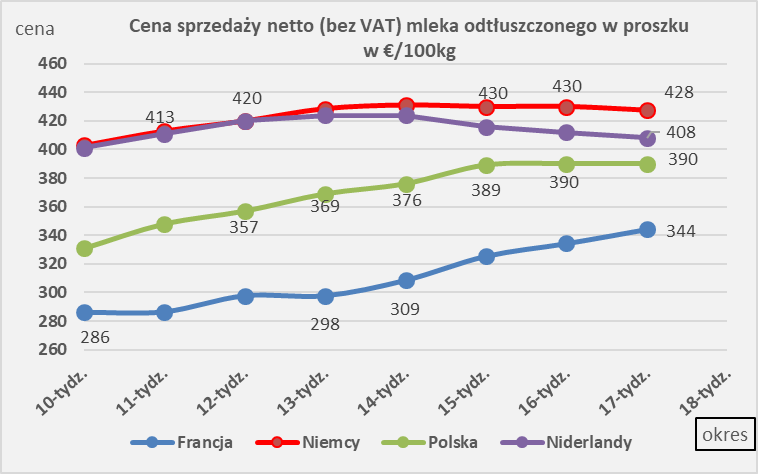 cena
Cena sprzedaży netto (bez VAT) mleka odtłuszczonego w proszku
w €/100kg
460
440
420
400
380
360
340
320
300
280
260
413
420
430
430
428
408
357
369
376
389
390
390
286
298
309
344
10-tydz.
11-tydz.
12-tydz.
13-tydz.
14-tydz.
15-tydz.
16-tydz.
17-tydz.
18-tydz.
okres
Francja
Niemcy
Polska
Niderlandy